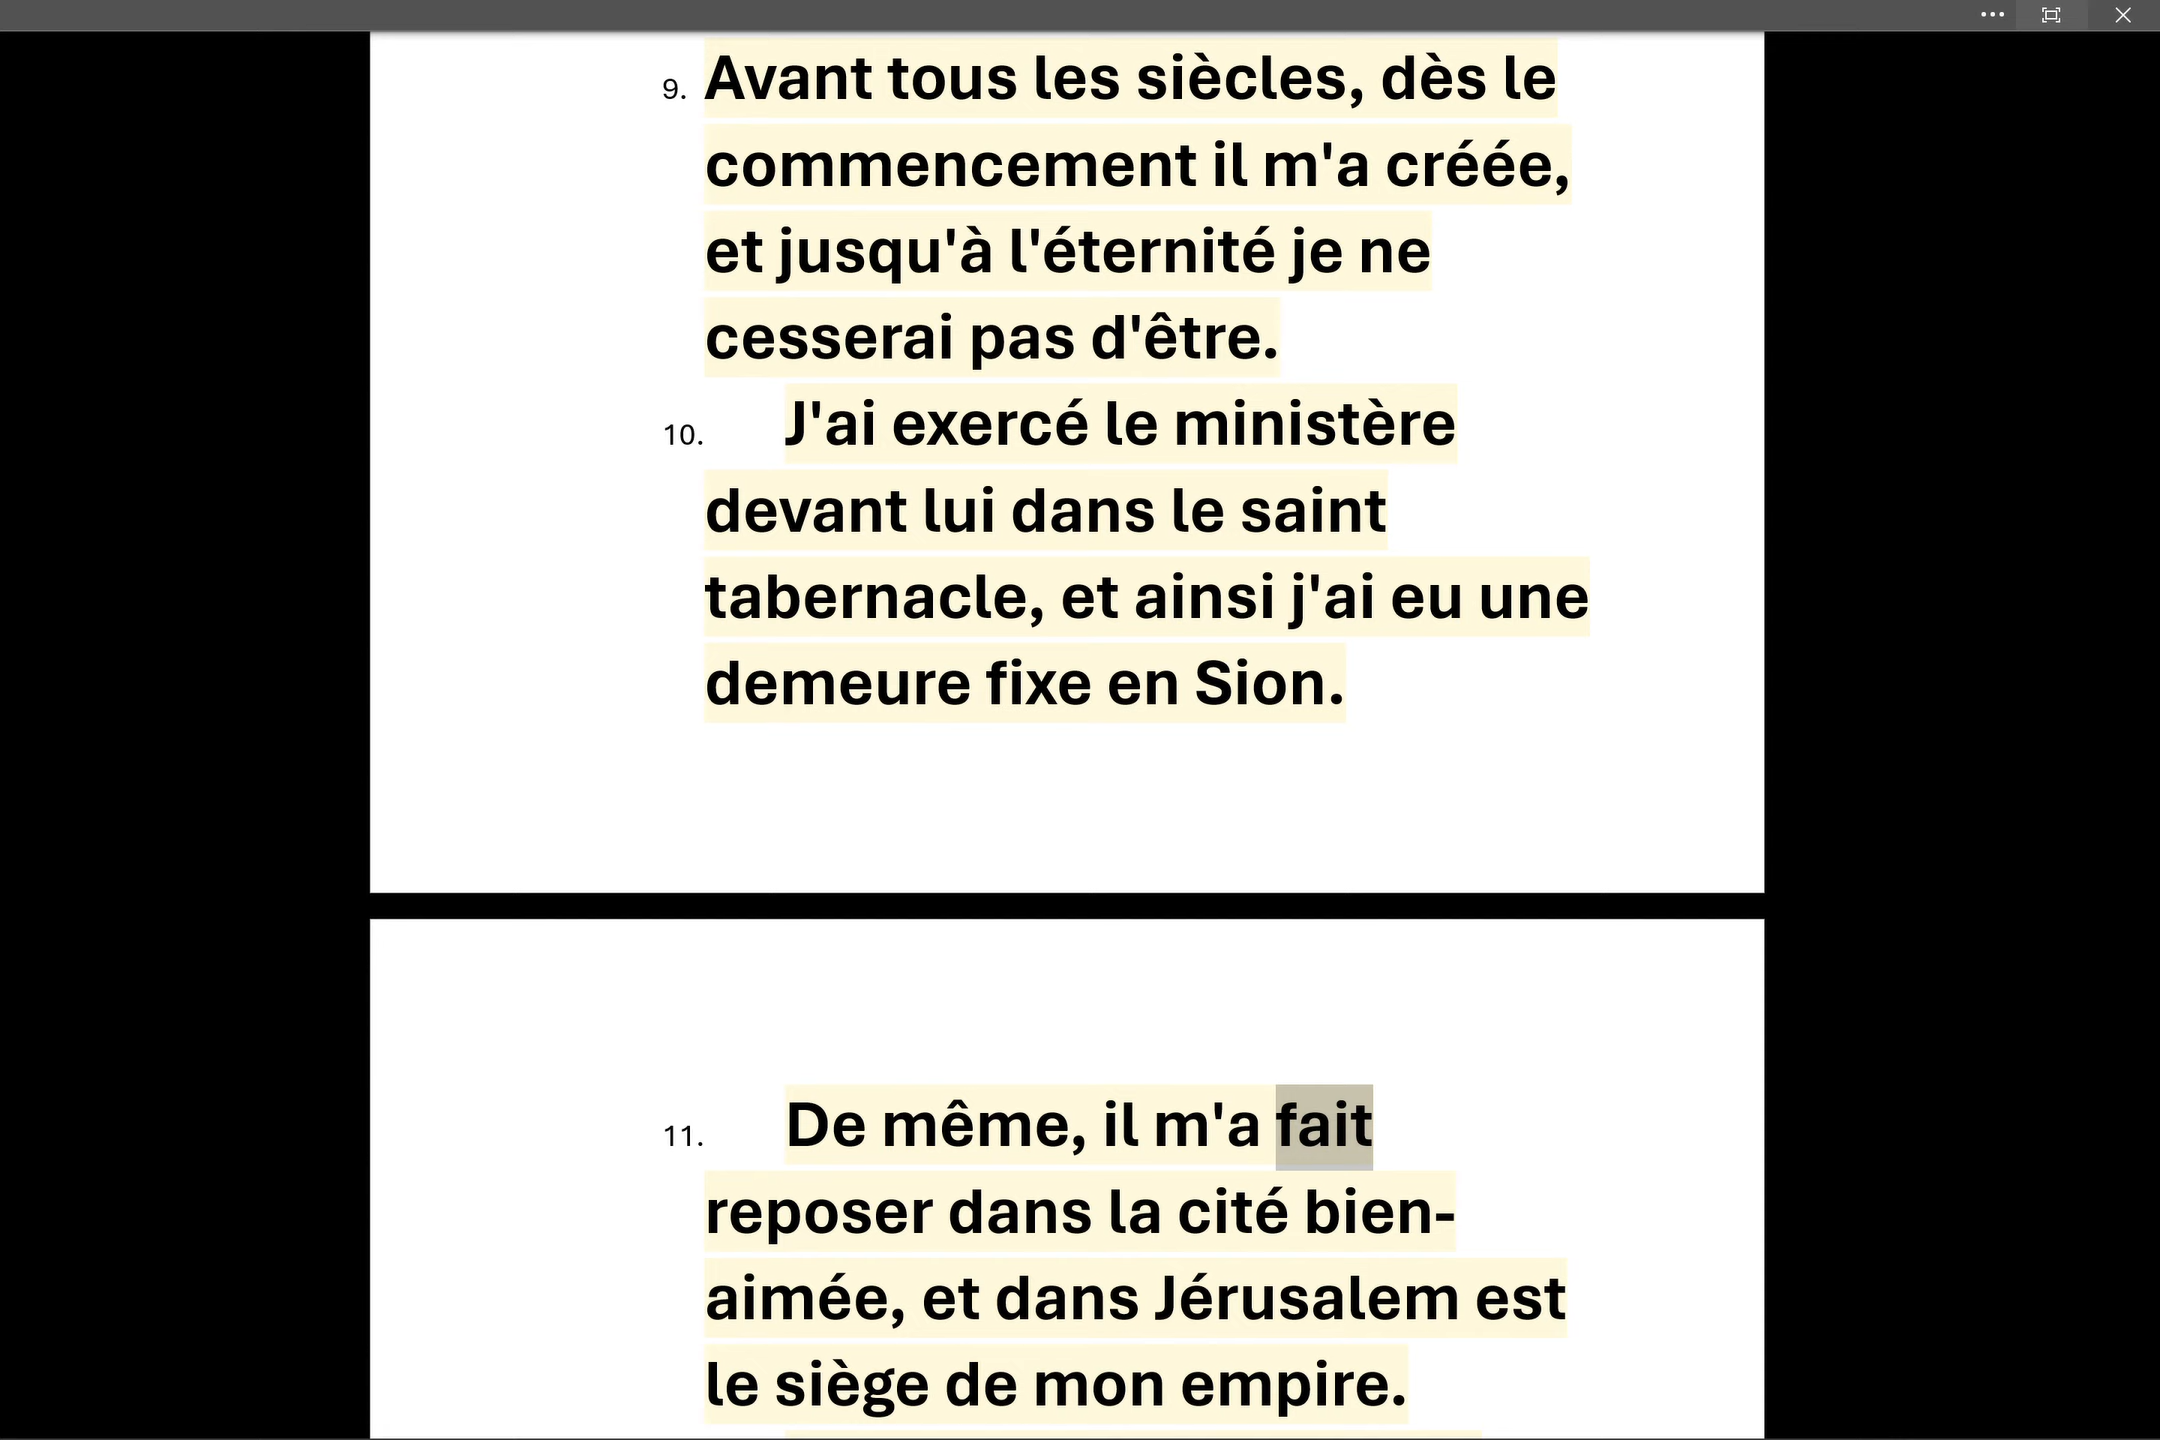 9. Avant tous les siècles, dès le
commencement il m'a créée,
et jusqu'à l'éternité je ne
cesserai pas d'être.
10. J'ai exercé le ministère
devant lui dans le saint
tabernacle, et ainsi j'ai eu une
demeure fixe en Sion.
11. De même, il m'a fait
reposer dans la cité bien-
aimée, et dans Jérusalem est
le siège de mon empire.